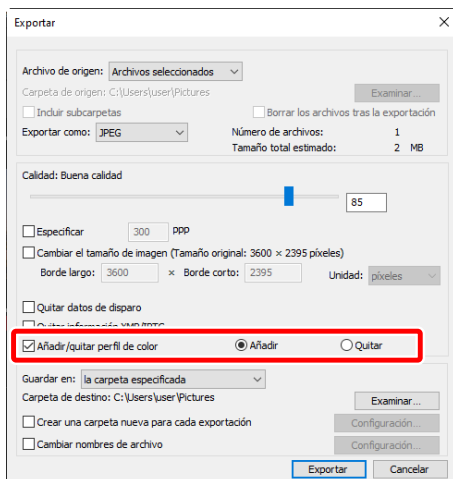 Exportar
Archivo de origen: Archivos seleccionados
Carpeta de origen: C:\Users\user\Pictures Examinar...
Incluir subcarpetas Borrar los archivos tras la exportación
Exportar como: JPEG Número de archivos: 1
Tamaño total estimado: 2 MB
Calidad: Buena calidad
85
Especificar 300 ppp
Cambiar el tamaño de imagen (Tamaño original: 3600 × 2395 píxeles)
Borde largo: 3600 × Borde corto: 2395 Unidad: píxeles
Quitar datos de disparo
Quitar información XMP/IPTC
Añadir/quitar perfil de color Añadir Quitar
Guardar en: la carpeta especificada
Carpeta de destino: C:\Users\user\Pictures Examinar...
Crear una carpeta nueva para cada exportación Configuración...
Cambiar nombres de archivo Configuración...
Exportar Cancelar